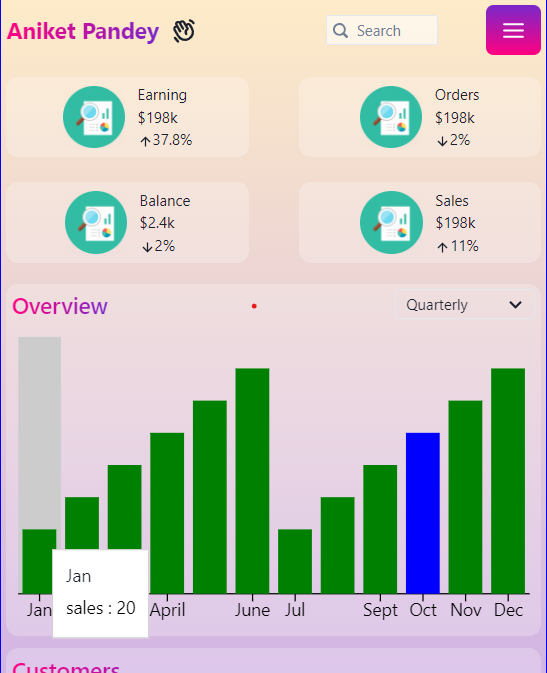 Aniket Pandey
Search
Earning
$198k
↑37.8%
Orders
$198k
↓2%
Balance
$2.4k
↓2%
Sales
$198k
↑11%
Overview
Quarterly
Jan
sales : 20
Jan April June Jul Sept Oct Nov Dec
Customers